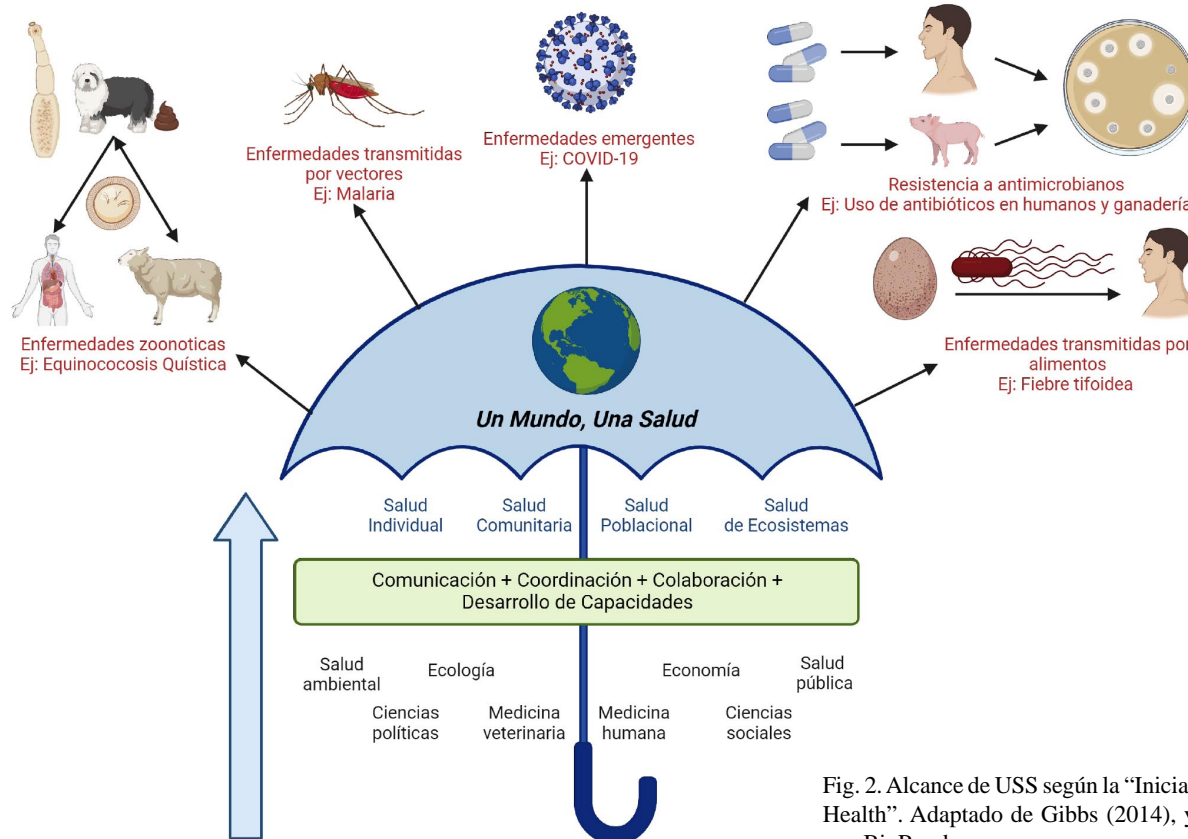 Enfermedades transmitidas
por vectores
Ej: Malaria
Enfermedades emergentes
Ej: COVID-19
Resistencia a antimicrobianos
Ej: Uso de antibióticos en humanos y ganadería
Enfermedades zoonoticas
Ej: Equinococosis Quística
Enfermedades transmitidas por
alimentos
Ej: Fiebre tifoidea
Un Mundo, Una Salud
Salud
Individual
Salud
Comunitaria
Salud
Poblacional
Salud
de Ecosistemas
Comunicación + Coordinación + Colaboración +
Desarrollo de Capacidades
Salud
ambiental
Ecología
Economía
Salud
pública
Ciencias
políticas
Medicina
veterinaria
Medicina
humana
Ciencias
sociales
Fig. 2. Alcance de USS según la “Inicia
Health”. Adaptado de Gibbs (2014), y